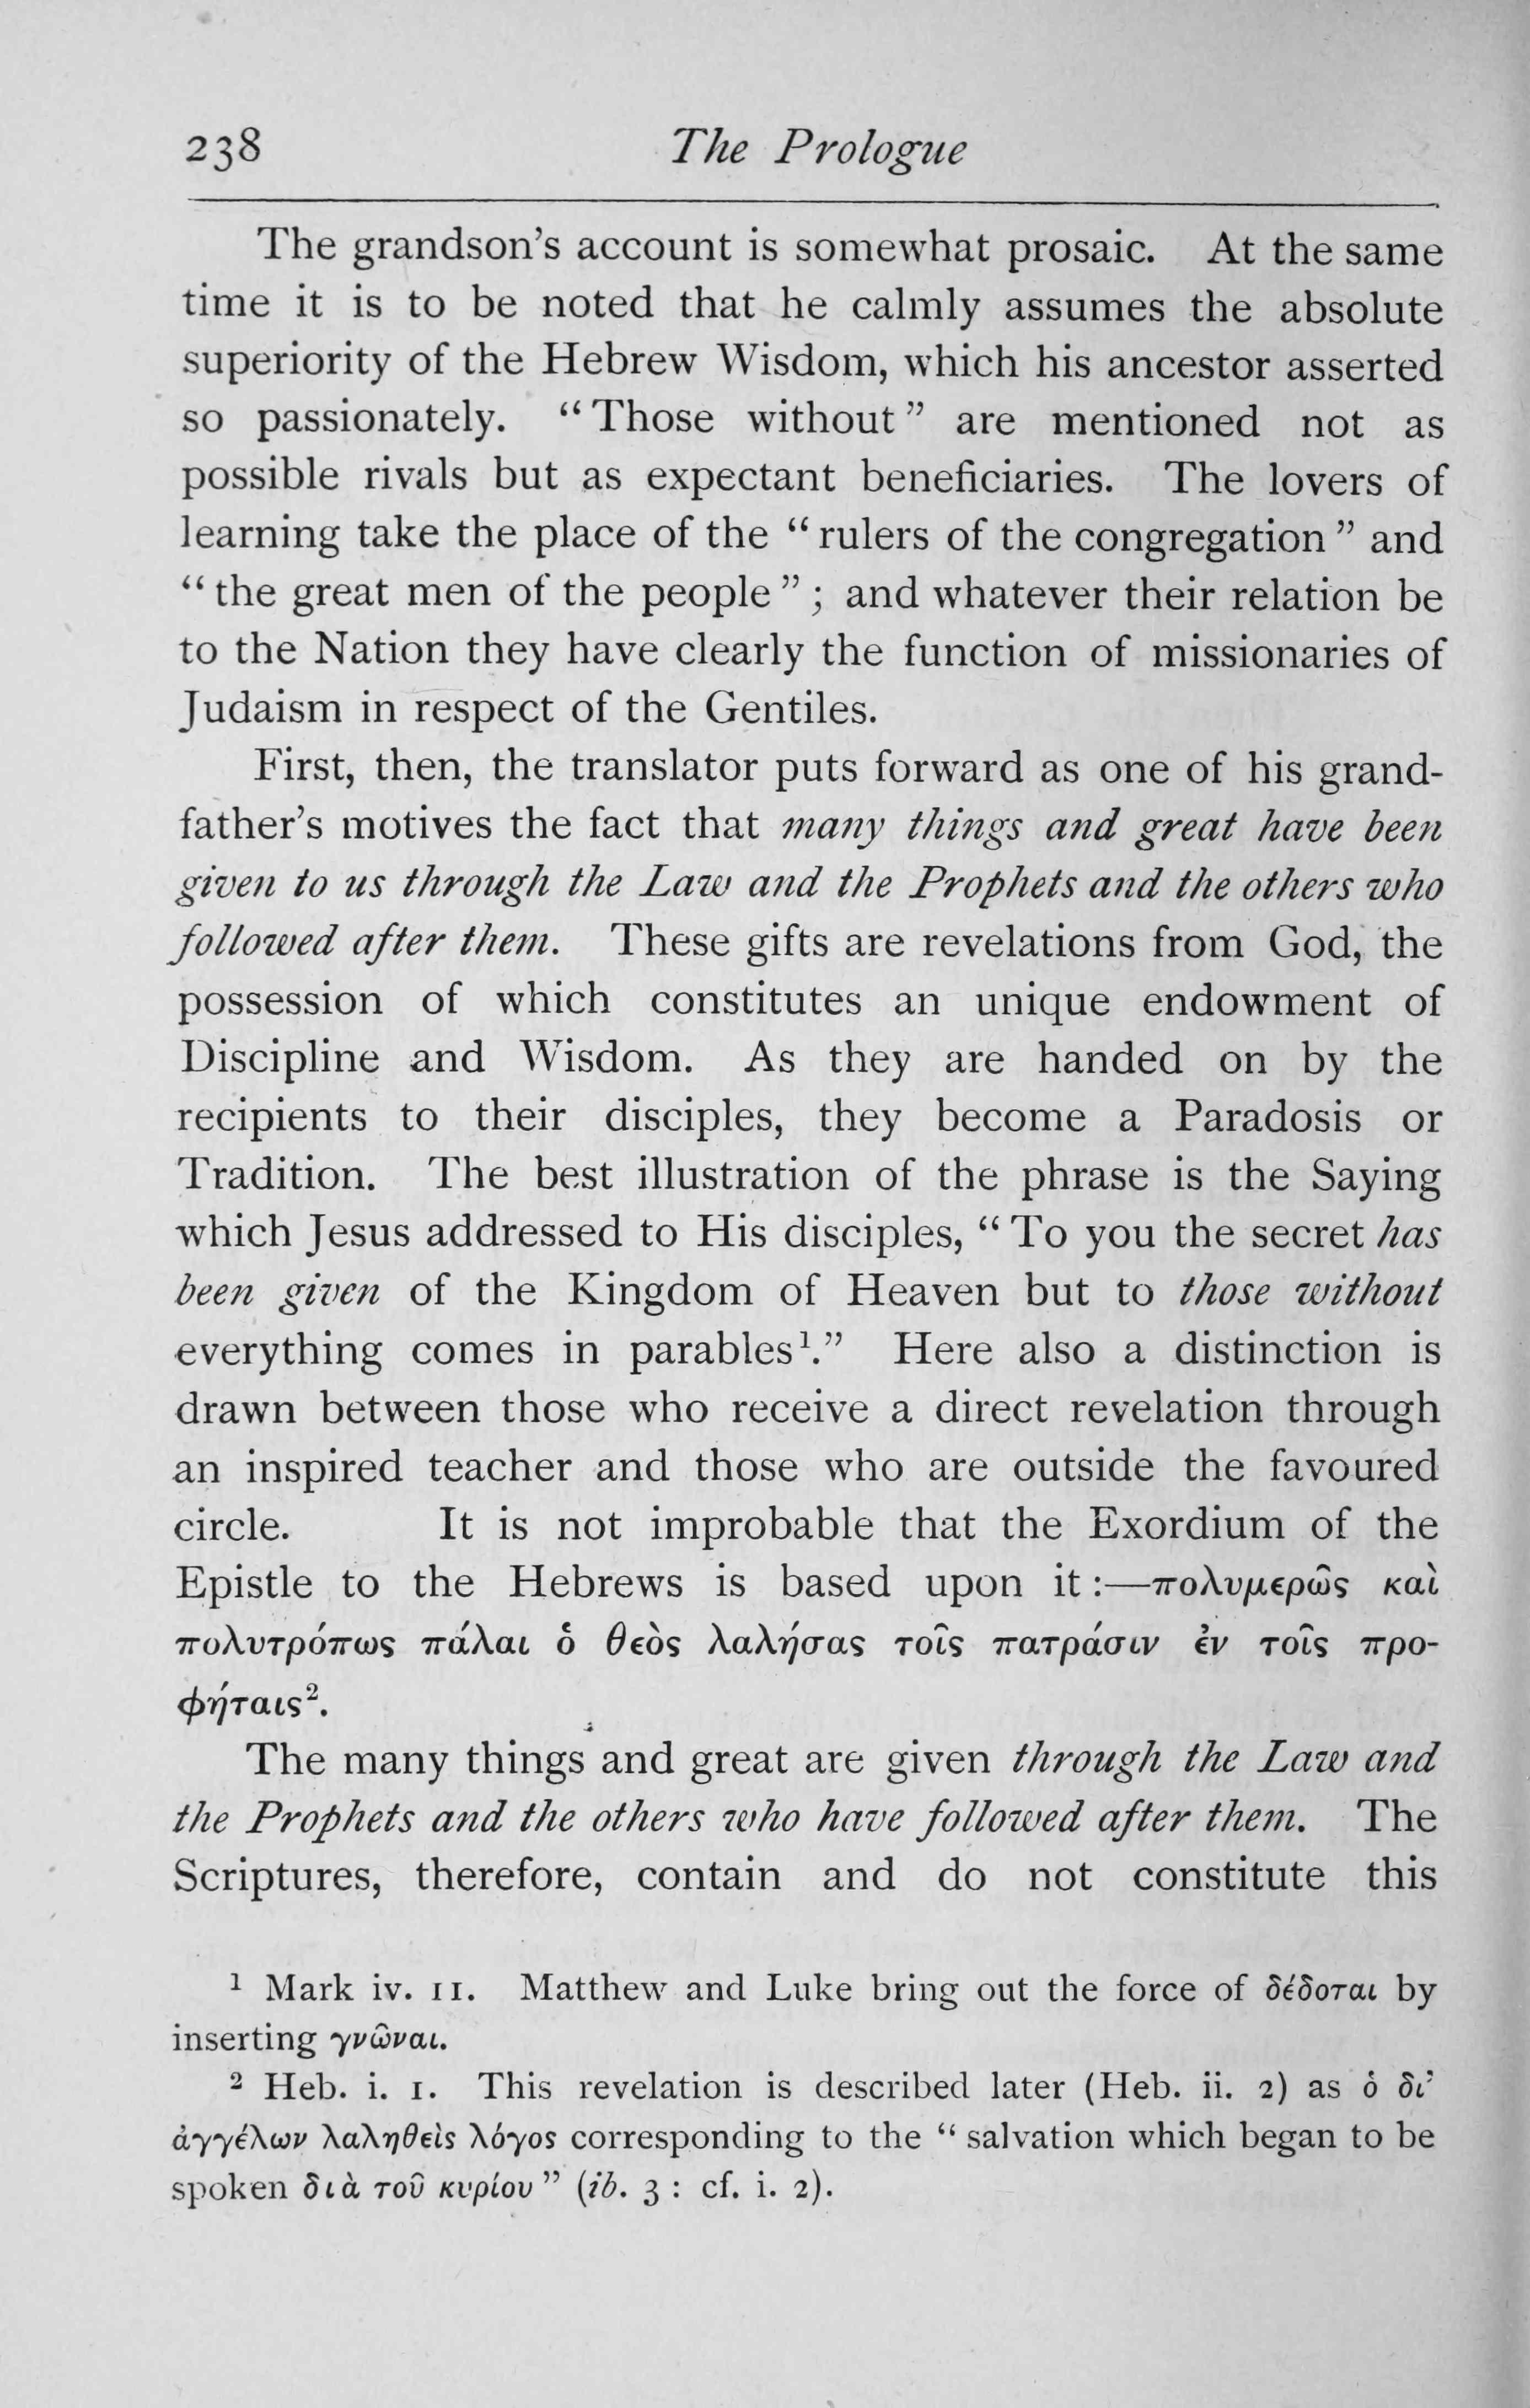 238 The Prologue
The grandson's account is somewhat prosaic. At the same
time it is to be noted that he calmly assumes the absolute
superiority of the Hebrew Wisdom, which his ancestor asserted
so passionately. “Those without” are mentioned not as
possible rivals but as expectant beneficiaries. The lovers of
learning take the place of the “rulers of the congregation” and
“the great men of the people”; and whatever their relation be
to the Nation they have clearly the function of missionaries of
Judaism in respect of the Gentiles.
First, then, the translator puts forward as one of his grand-
father's motives the fact that many things and great have been
given to us through the Law and the Prophets and the others who
followed after them. These gifts are revelations from God, the
possession of which constitutes an unique endowment of
Discipline and Wisdom. As they are handed on by the
recipients to their disciples, they become a Paradosis or
Tradition. The best illustration of the phrase is the Saying
which Jesus addressed to His disciples, “To you the secret has
been given of the Kingdom of Heaven but to those without
everything comes in parables¹.” Here also a distinction is
drawn between those who receive a direct revelation through
an inspired teacher and those who are outside the favoured
circle. It is not improbable that the Exordium of the
Epistle to the Hebrews is based upon it:—πολυμερῶς καὶ
πολυτρόπως πάλαι ὁ θεὸς λαλήσας τοῖς πατράσιν ἐν τοῖς προ-
φήταις².
The many things and great are given through the Law and
the Prophets and the others who have followed after them. The
Scriptures, therefore, contain and do not constitute this
¹ Mark iv. 11. Matthew and Luke bring out the force of δέδοται by
inserting γνῶναι.
² Heb. i. 1. This revelation is described later (Heb. ii. 2) as ὁ δι’
ἀγγέλων λαληθεὶς λόγος corresponding to the “salvation which began to be
spoken διὰ τοῦ κυρίου” (ib. 3 : cf. i. 2).